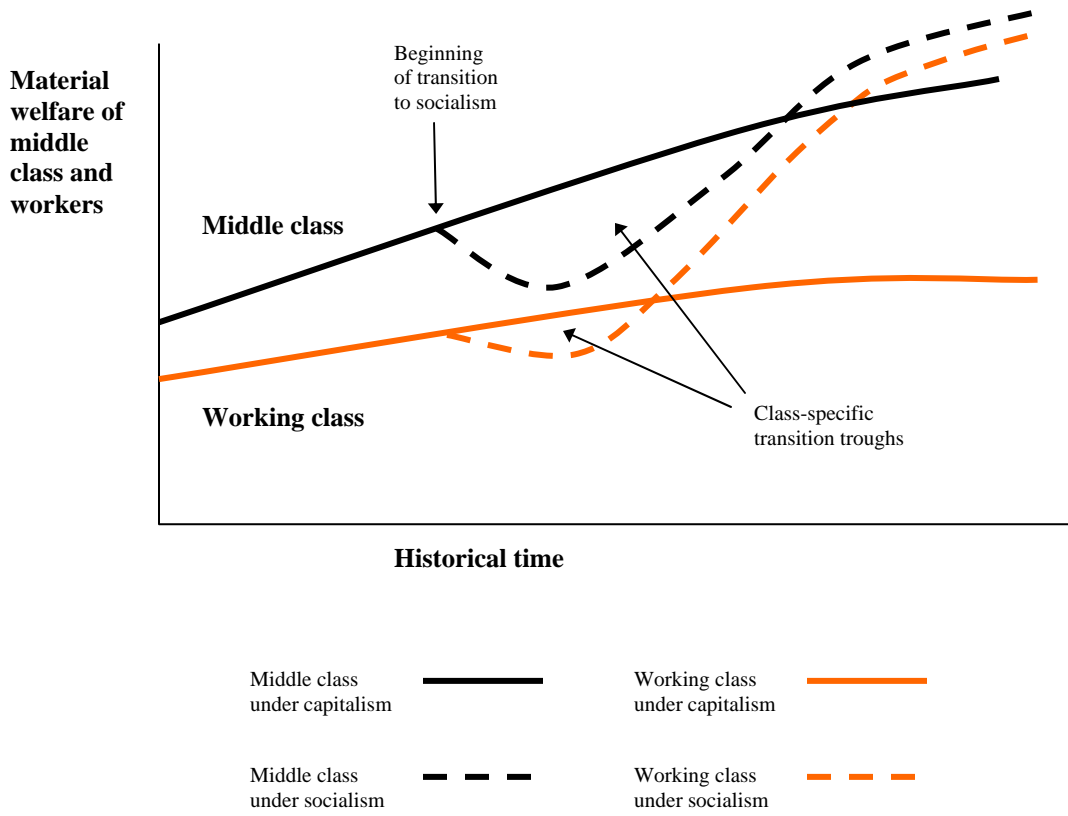 Material
welfare of
middle
class and
workers
Beginning
of transition
to socialism
Middle class
Working class
Class-specific
transition troughs
Historical time
Middle class
under capitalism
Working class
under capitalism
Middle class
under socialism
Working class
under socialism